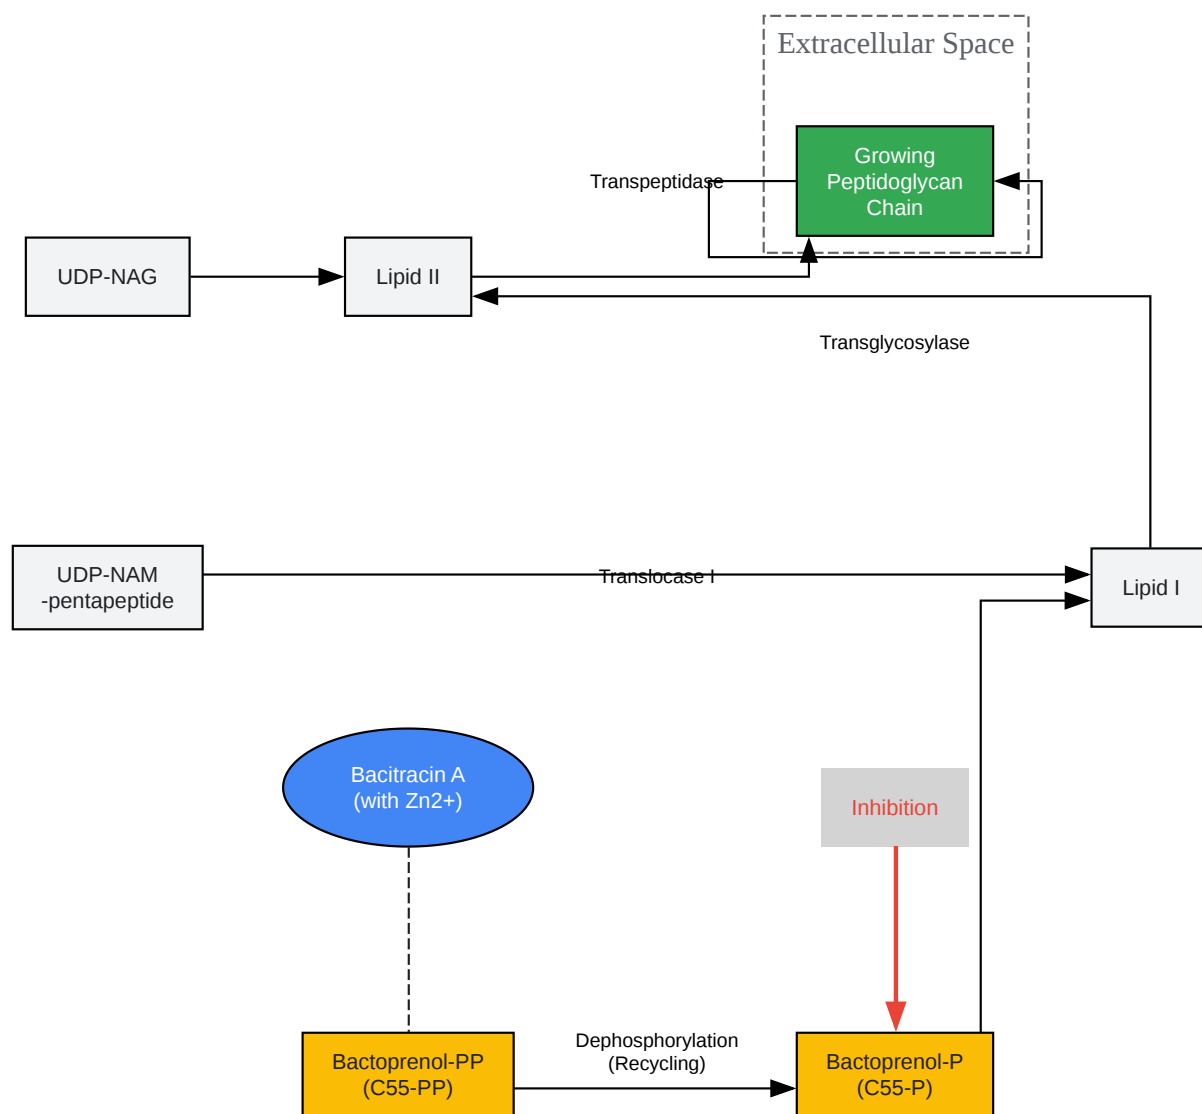 Extracellular Space
Growing
Peptidoglycan
Chain
Transpeptidase
UDP-NAG
Lipid II
Transglycosylase
UDP-NAM
-pentapeptide
Translocase I
Lipid I
Bacitracin A
(with Zn2+)
Inhibition
Dephosphorylation
(Recycling)
Bactoprenol-PP
(C55-PP)
Bactoprenol-P
(C55-P)